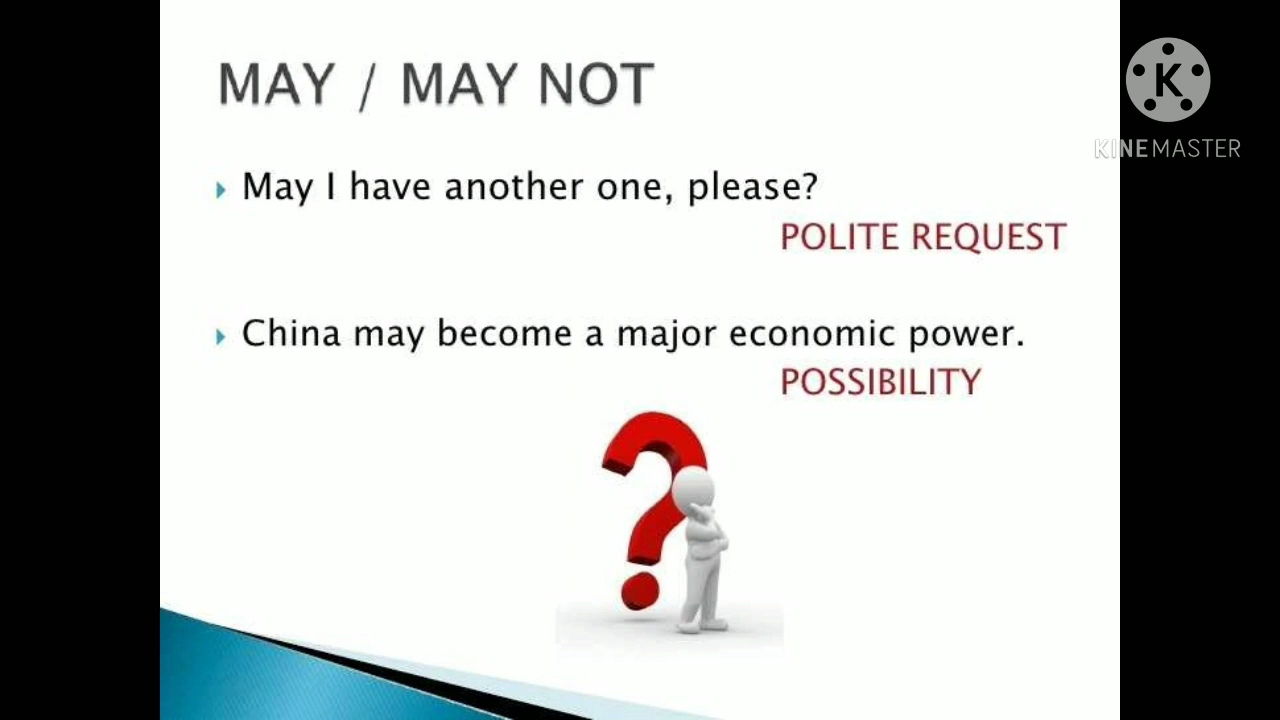 MAY / MAY NOT
K
KINEMASTER
May I have another one, please?
POLITE REQUEST
China may become a major economic power.
POSSIBILITY
?